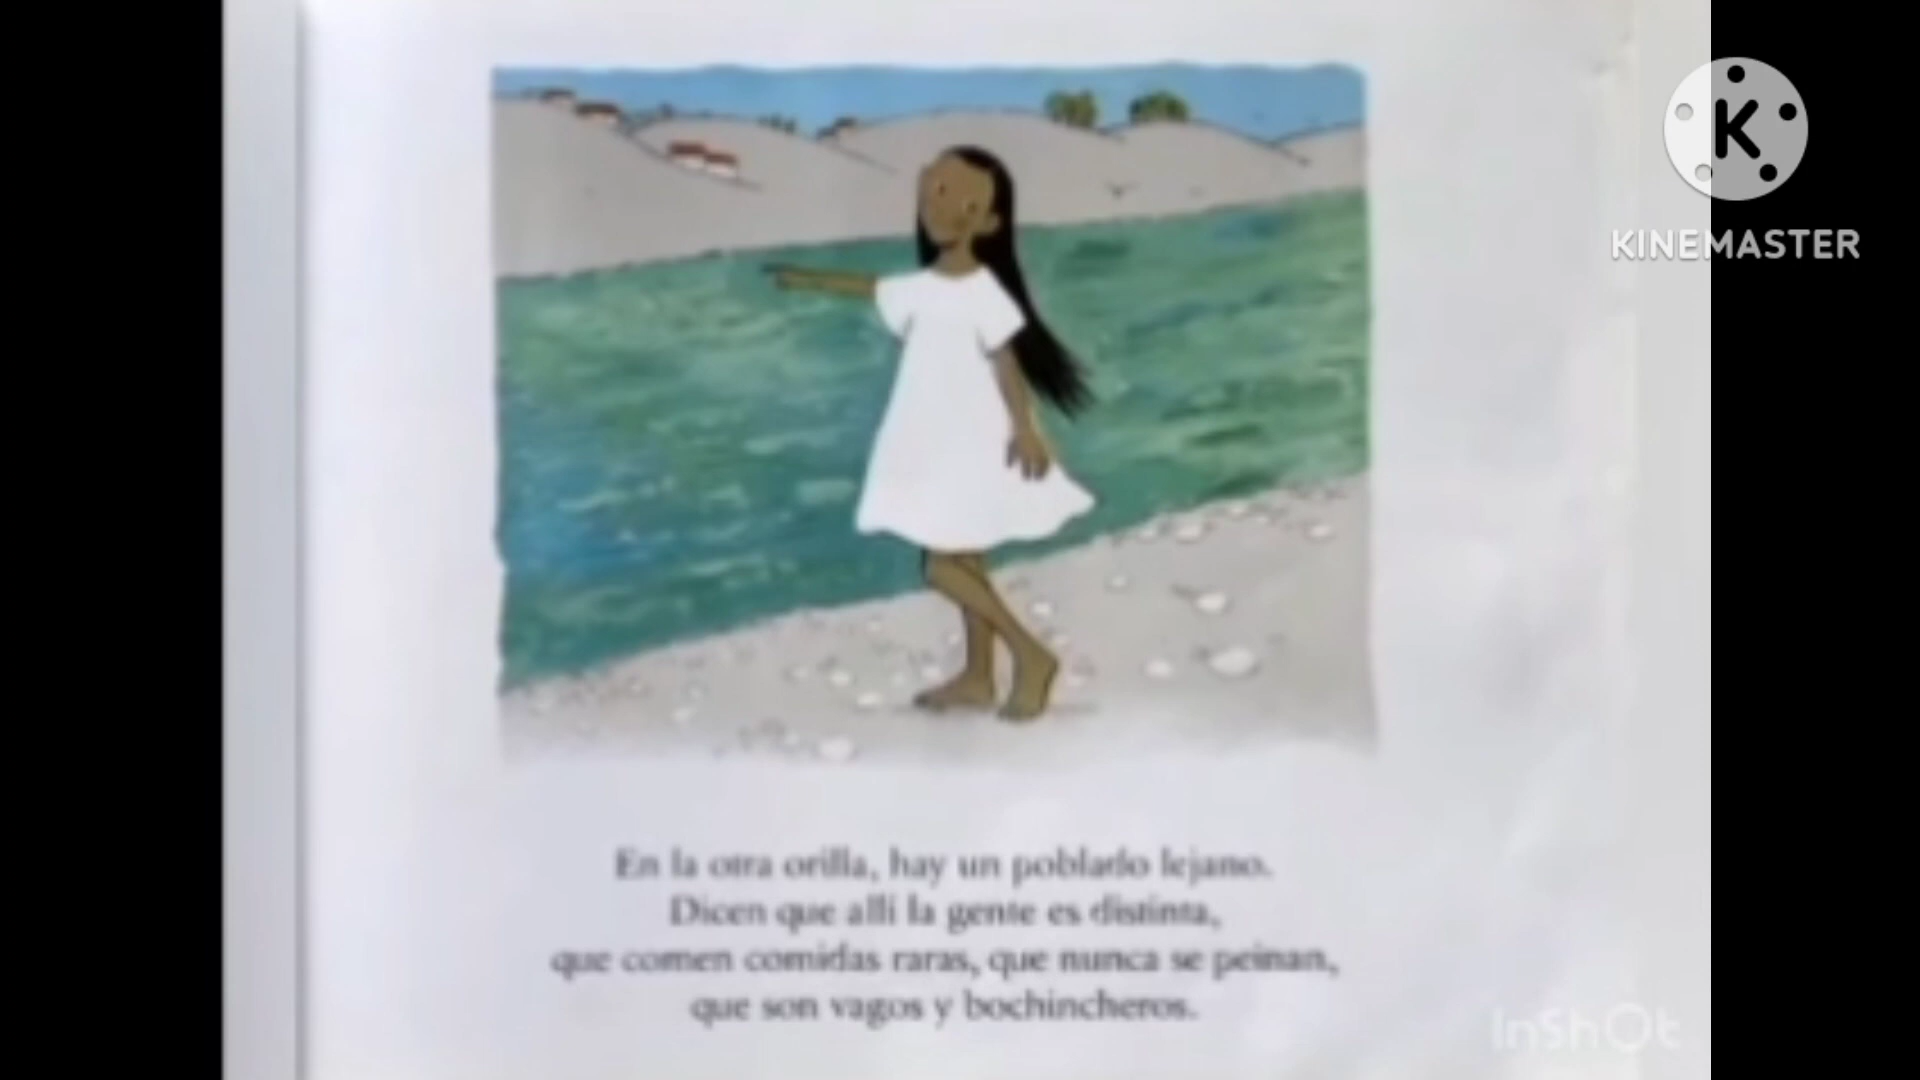 K
KINEMASTER
En la otra orilla, hay un poblado lejano.
Dicen que allí la gente es distinta,
que comen comidas raras, que nunca se peinan,
que son vagos y bochincheros.
InShOt